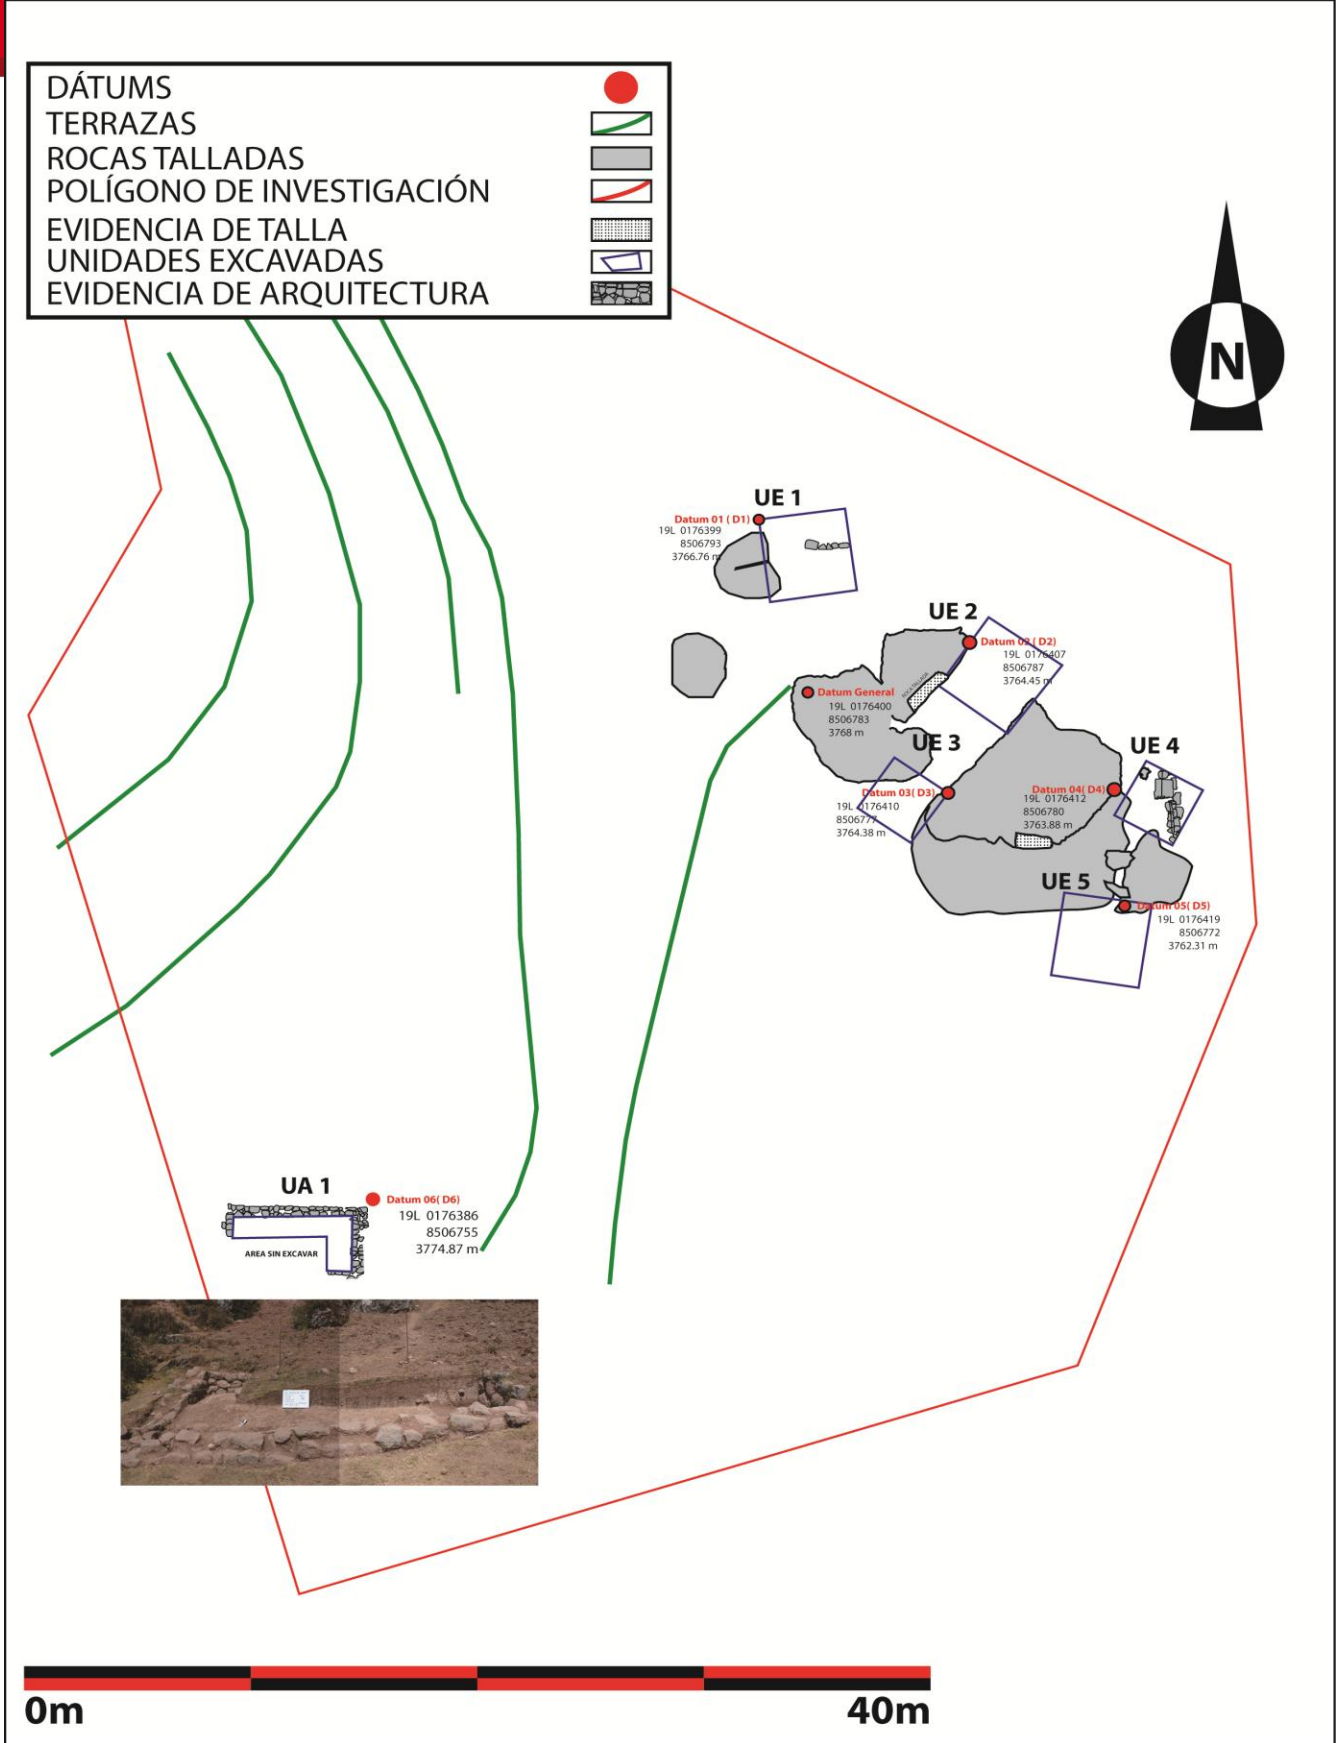 DÁTUMS
TERRAZAS
ROCAS TALLADAS
POLÍGONO DE INVESTIGACIÓN
EVIDENCIA DE TALLA
UNIDADES EXCAVADAS
EVIDENCIA DE ARQUITECTURA
N
UE 1
Datum 01 ( D1)
19L 0176399
8506793
3766.76 m
UE 2
Datum 02 ( D2)
19L 0176407
8506787
3764.45 m
ROCA TALLADA
Datum General
19L 0176400
8506783
3768 m
UE 3
Datum 03( D3)
19L 0176410
8506777
3764.38 m
UE 4
Datum 04( D4)
19L 0176412
8506780
3763.88 m
UE 5
Datum 05( D5)
19L 0176419
8506772
3762.31 m
UA 1
Datum 06( D6)
19L 0176386
8506755
3774.87 m
AREA SIN EXCAVAR
0m
40m